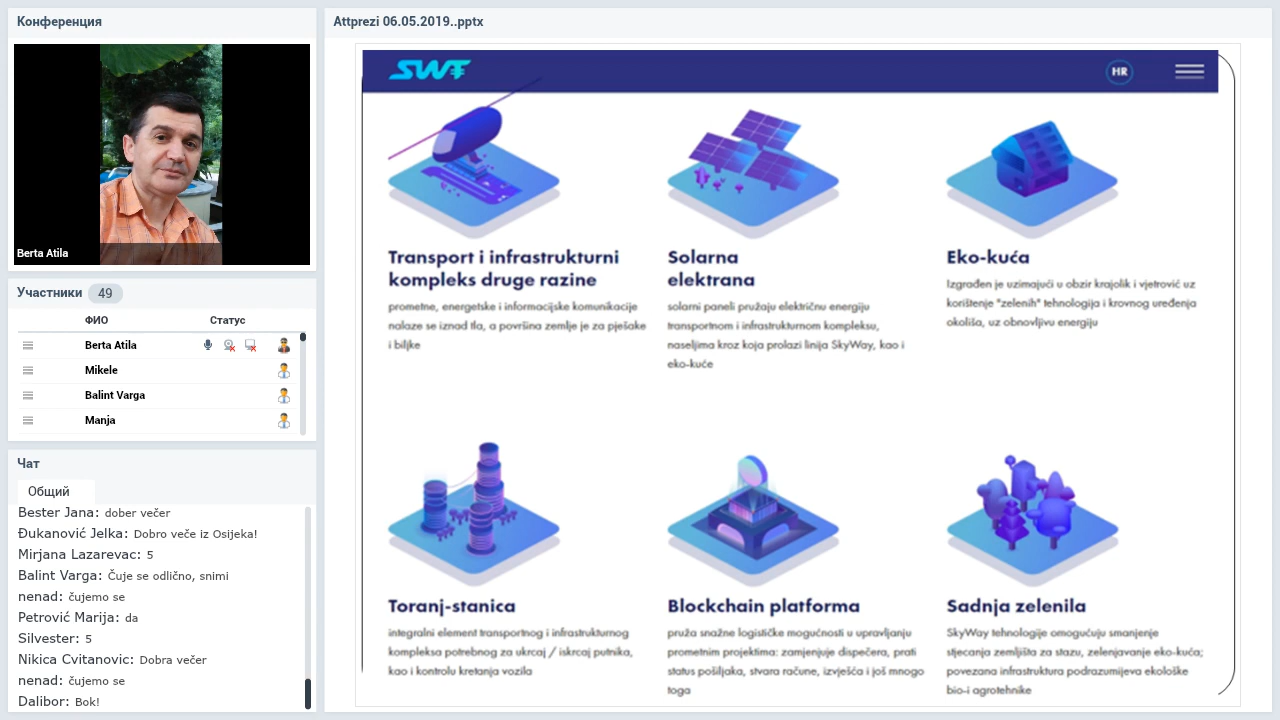 Конференция
Berta Atila
Участники 49
ФИО Статус
Berta Atila
Mikele
Balint Varga
Manja
Чат
Общий
Bester Jana: dober večer
Đukanović Jelka: Dobro veče iz Osijeka!
Mirjana Lazarevac: 5
Balint Varga: Čuje se odlično, snimi
nenad: čujemo se
Petrović Marija: da
Silvester: 5
Nikica Cvitanovic: Dobra večer
nenad: čujemo se
Dalibor: Bok!
Attprezi 06.05.2019..pptx
SWT
HR
Transport i infrastrukturni
kompleks druge razine
prometne, energetske i informacijske komunikacije
nalaze se iznad tla, a površina zemlje je za pješake
i biljke
Solarna
elektrana
solarni paneli pružaju električnu energiju
transportnom i infrastrukturnom kompleksu,
naseljima kroz koja prolazi linija SkyWay, kao i
eko-kuće
Eko-kuća
Izgrađen je uzimajući u obzir krajolik i vjetrović uz
korištenje "zelenih" tehnologija i krovnog uređenja
okoliša, uz obnovljivu energiju
Toranj-stanica
integralni element transportnog i infrastrukturnog
kompleksa potrebnog za ukrcaj / iskrcaj putnika,
kao i kontrolu kretanja vozila
Blockchain platforma
pruža snažne logističke mogućnosti u upravljanju
prometnim projektima: zamjenjuje dispečera, prati
status pošiljaka, stvara račune, izvješća i još mnogo
toga
Sadnja zelenila
SkyWay tehnologije omogućuju smanjenje
stjecanja zemljišta za stazu, zelenjavanje eko-kuća;
povezana infrastruktura podrazumijeva ekološke
bio-i agrotehnike